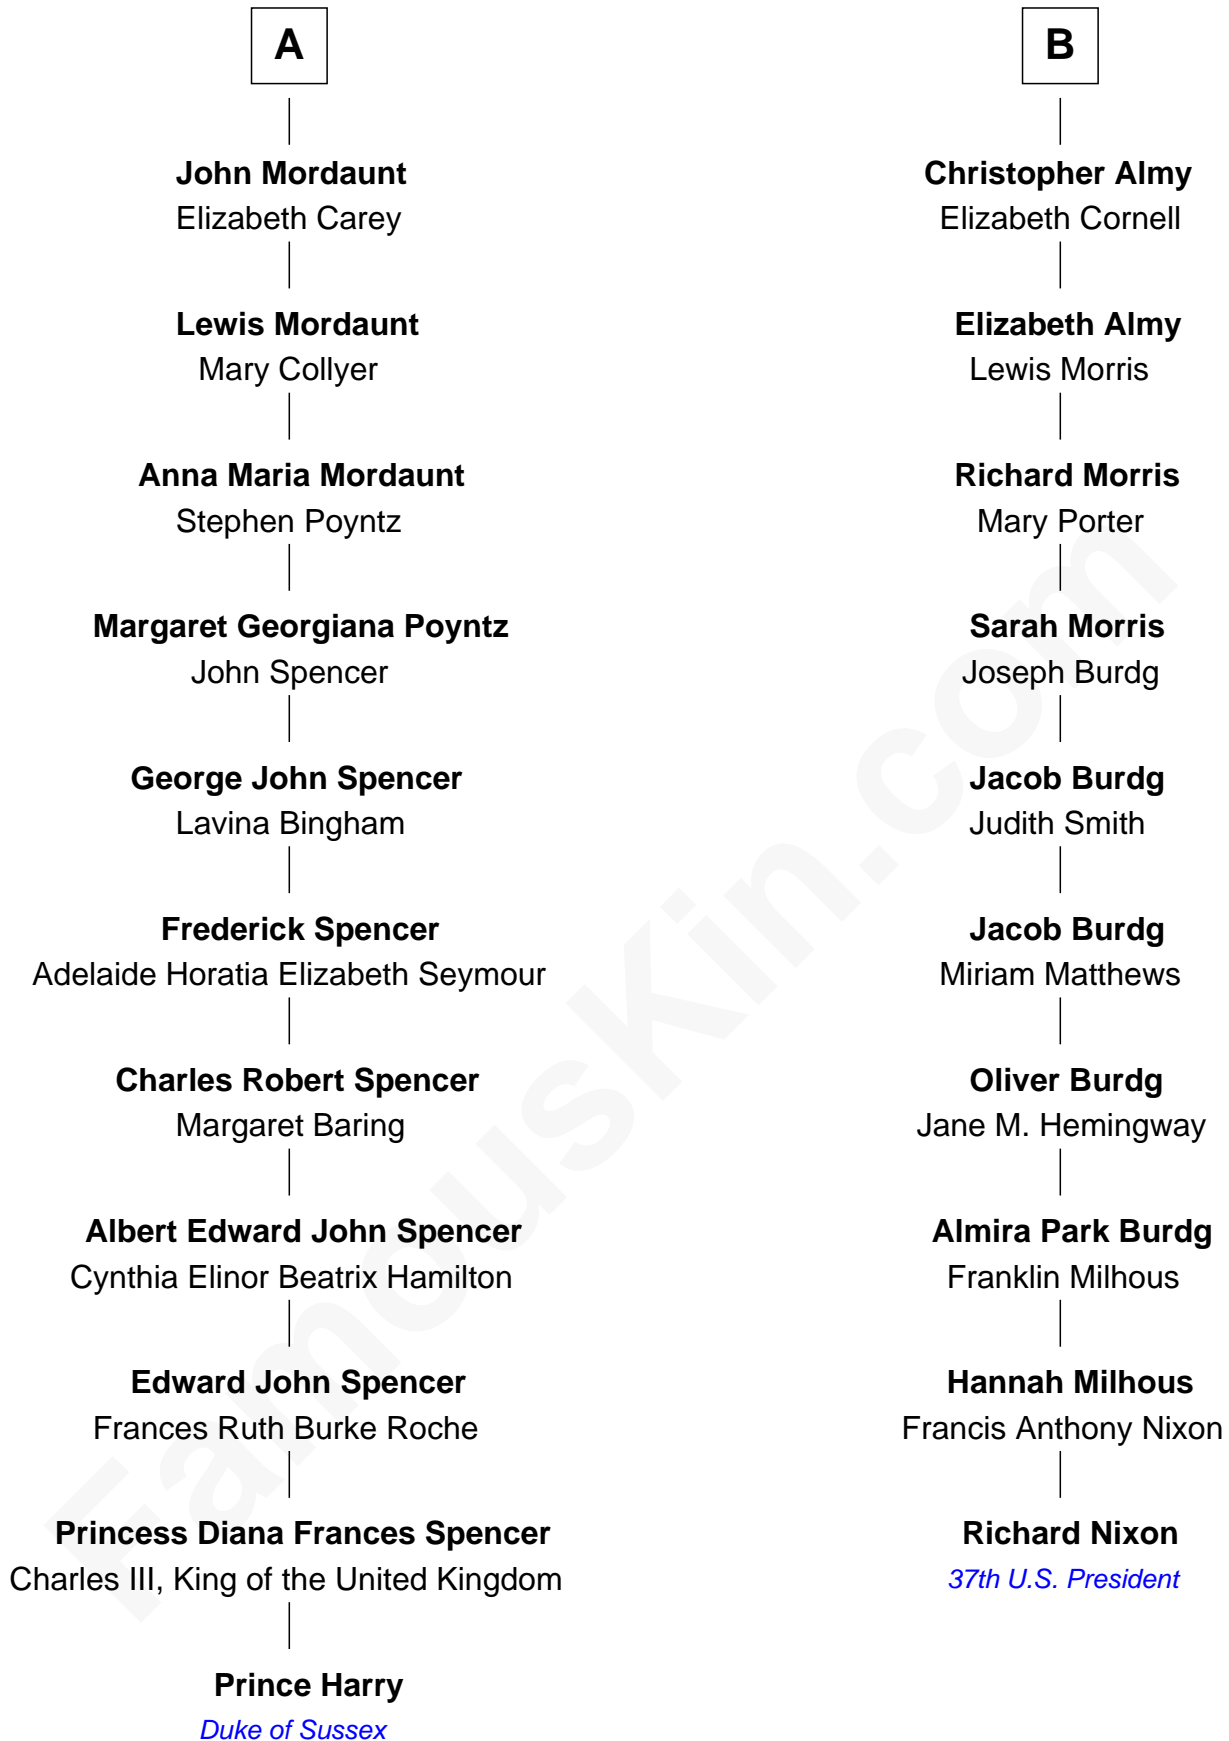 A
John Mordaunt
Elizabeth Carey
Lewis Mordaunt
Mary Collyer
Anna Maria Mordaunt
Stephen Poyntz
Margaret Georgiana Poyntz
John Spencer
George John Spencer
Lavina Bingham
Frederick Spencer
Adelaide Horatia Elizabeth Seymour
Charles Robert Spencer
Margaret Baring
Albert Edward John Spencer
Cynthia Elinor Beatrix Hamilton
Edward John Spencer
Frances Ruth Burke Roche
Princess Diana Frances Spencer
Charles III, King of the United Kingdom
Prince Harry
Duke of Sussex
B
Christopher Almy
Elizabeth Cornell
Elizabeth Almy
Lewis Morris
Richard Morris
Mary Porter
Sarah Morris
Joseph Burdg
Jacob Burdg
Judith Smith
Jacob Burdg
Miriam Matthews
Oliver Burdg
Jane M. Hemingway
Almira Park Burdg
Franklin Milhous
Hannah Milhous
Francis Anthony Nixon
Richard Nixon
37th U.S. President
FamousKin.com